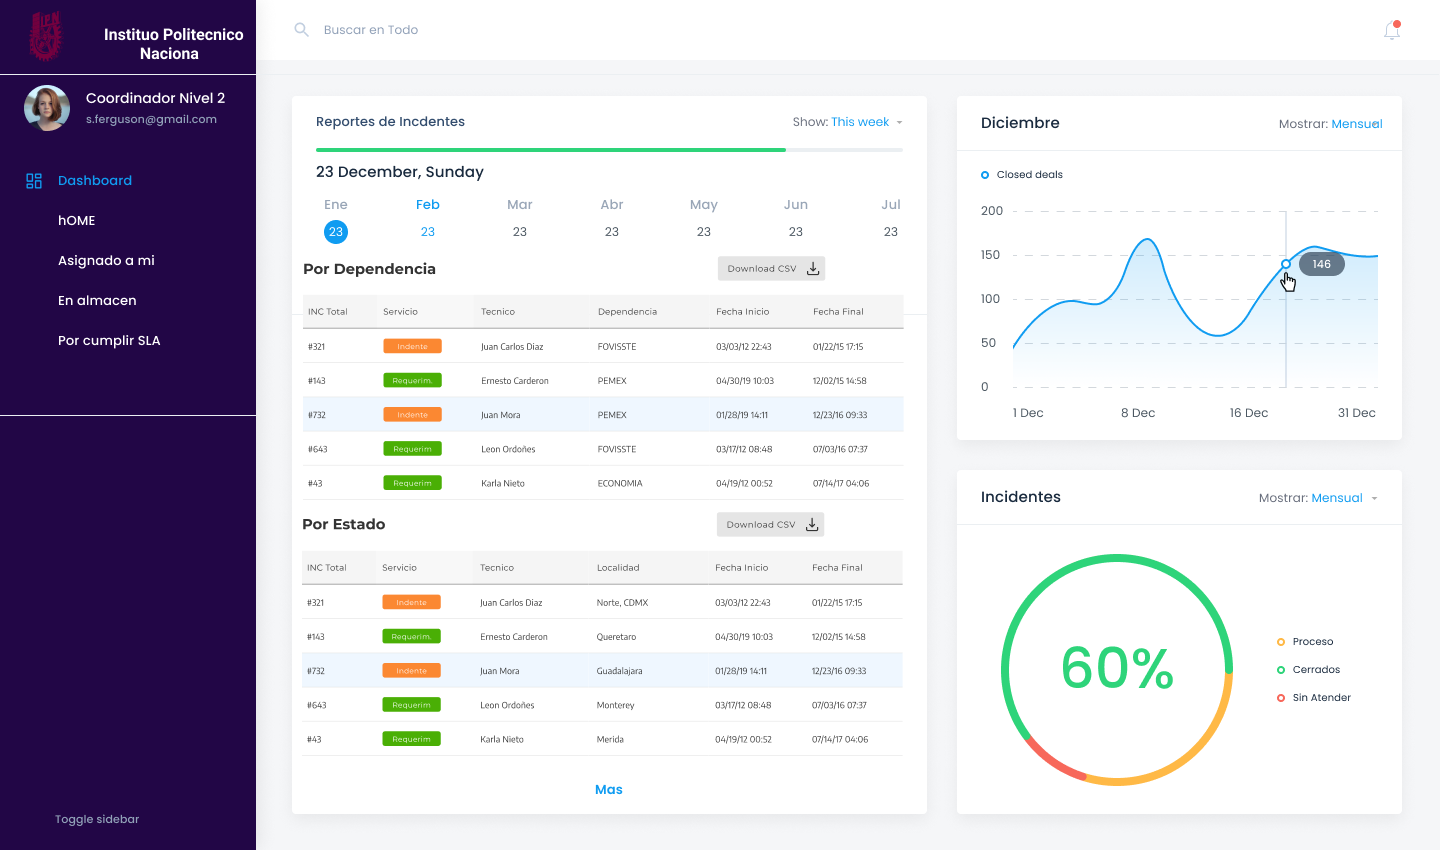 Instituo Politecnico
Naciona
Coordinador Nivel 2
s.ferguson@gmail.com
Dashboard
hOME
Asignado a mi
En almacen
Por cumplir SLA
Toggle sidebar
Buscar en Todo
Reportes de Incdentes
Show: This week
23 December, Sunday
Ene Feb Mar Abr May Jun Jul
23 23 23 23 23 23 23
Por Dependencia
Download CSV
INC Total Servicio Tecnico Dependencia Fecha Inicio Fecha Final
#321 Indente Juan Carlos Diaz FOVISSTE 03/03/12 22:43 01/22/15 17:15
#143 Requerim. Ernesto Carderon PEMEX 04/30/19 10:03 12/02/15 14:58
#732 Indente Juan Mora PEMEX 01/28/19 14:11 12/23/16 09:33
#643 Requerim Leon Ordoñes FOVISSTE 03/17/12 08:48 07/03/16 07:37
#43 Requerim Karla Nieto ECONOMIA 04/19/12 00:52 07/14/17 04:06
Por Estado
Download CSV
INC Total Servicio Tecnico Localidad Fecha Inicio Fecha Final
#321 Indente Juan Carlos Diaz Norte, CDMX 03/03/12 22:43 01/22/15 17:15
#143 Requerim. Ernesto Carderon Queretaro 04/30/19 10:03 12/02/15 14:58
#732 Indente Juan Mora Guadalajara 01/28/19 14:11 12/23/16 09:33
#643 Requerim Leon Ordoñes Monterey 03/17/12 08:48 07/03/16 07:37
#43 Requerim Karla Nieto Merida 04/19/12 00:52 07/14/17 04:06
Mas
Diciembre
Mostrar: Mensual
Closed deals
200
150
100
50
0
146
1 Dec 8 Dec 16 Dec 31 Dec
Incidentes
Mostrar: Mensual
60%
Proceso
Cerrados
Sin Atender